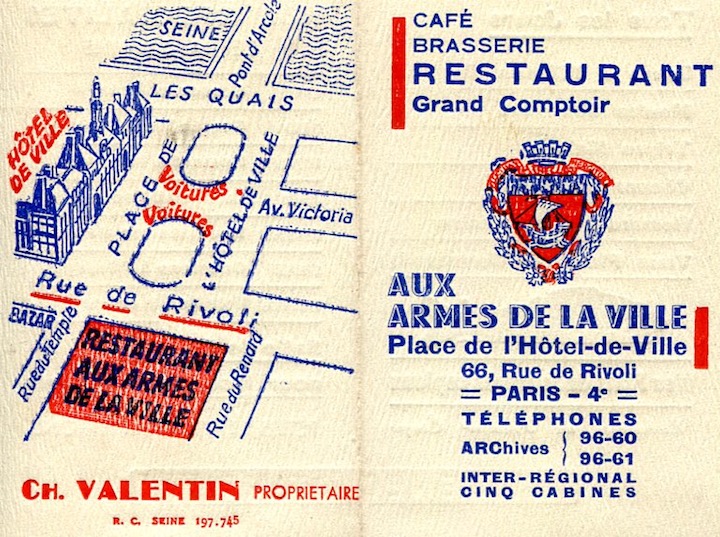 SEINE
Pont d'Arcole
LES QUAIS
HÔTEL
DE VILLE
PLACE DE
L'HÔTEL DE VILLE
Voitures
Voitures
Av. Victoria
Rue de Rivoli
BAZAR
Rue du Temple
RESTAURANT
AUX ARMES
DE LA VILLE
Rue du Renard
CH. VALENTIN PROPRIETAIRE
R. C. SEINE 197.745
CAFÉ
BRASSERIE
RESTAURANT
Grand Comptoir
AUX
ARMES DE LA VILLE
Place de l'Hôtel-de-Ville
66, Rue de Rivoli
PARIS - 4e
TÉLÉPHONES
ARChives { 96-60
96-61
INTER-RÉGIONAL
CINQ CABINES